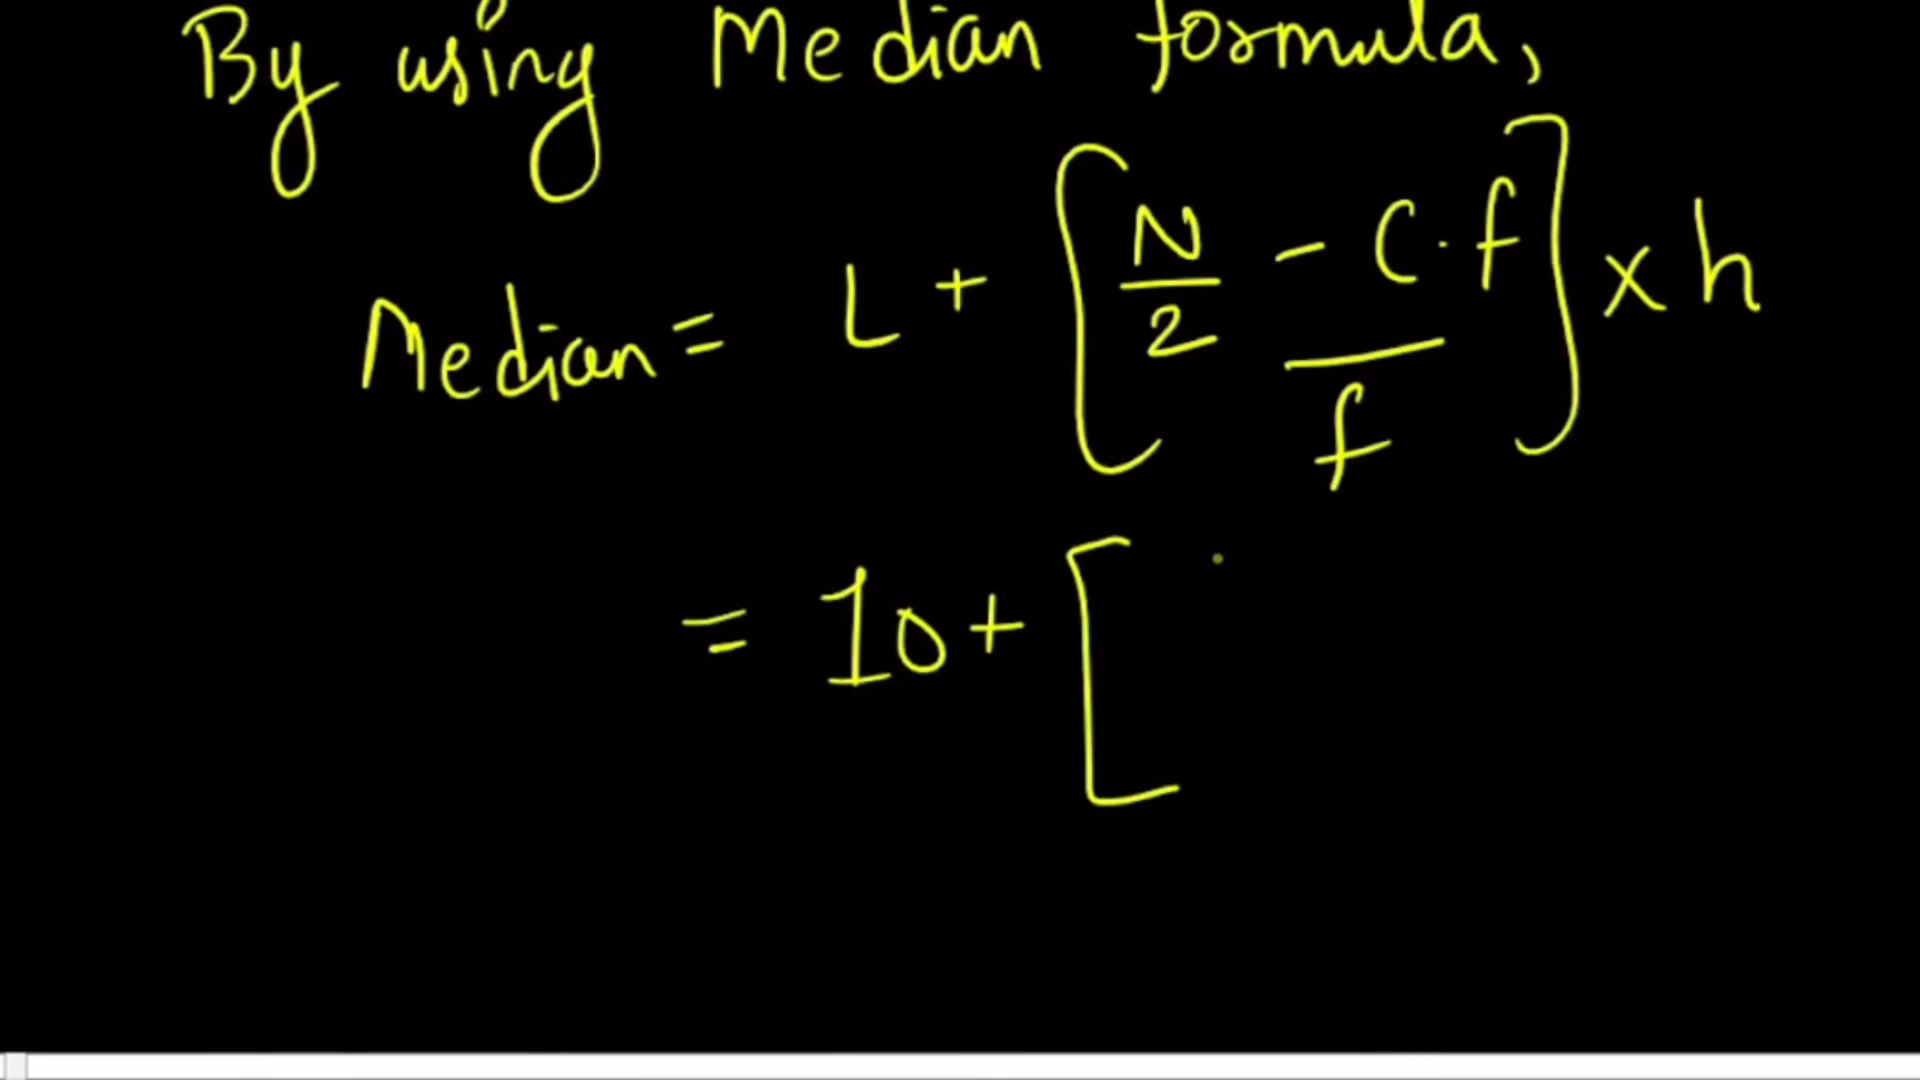 By using Median formula,
Median = L + [N/2 - C.f / f] x h
= 10 + [